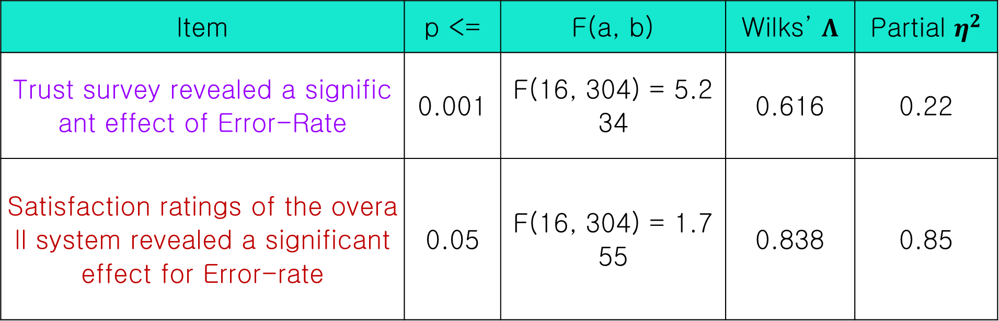 Item
p <=
F(a, b)
Wilks’ Λ
Partial η²
Trust survey revealed a signific
ant effect of Error-Rate
0.001
F(16, 304) = 5.2
34
0.616
0.22
Satisfaction ratings of the overa
ll system revealed a significant
effect for Error-rate
0.05
F(16, 304) = 1.7
55
0.838
0.85